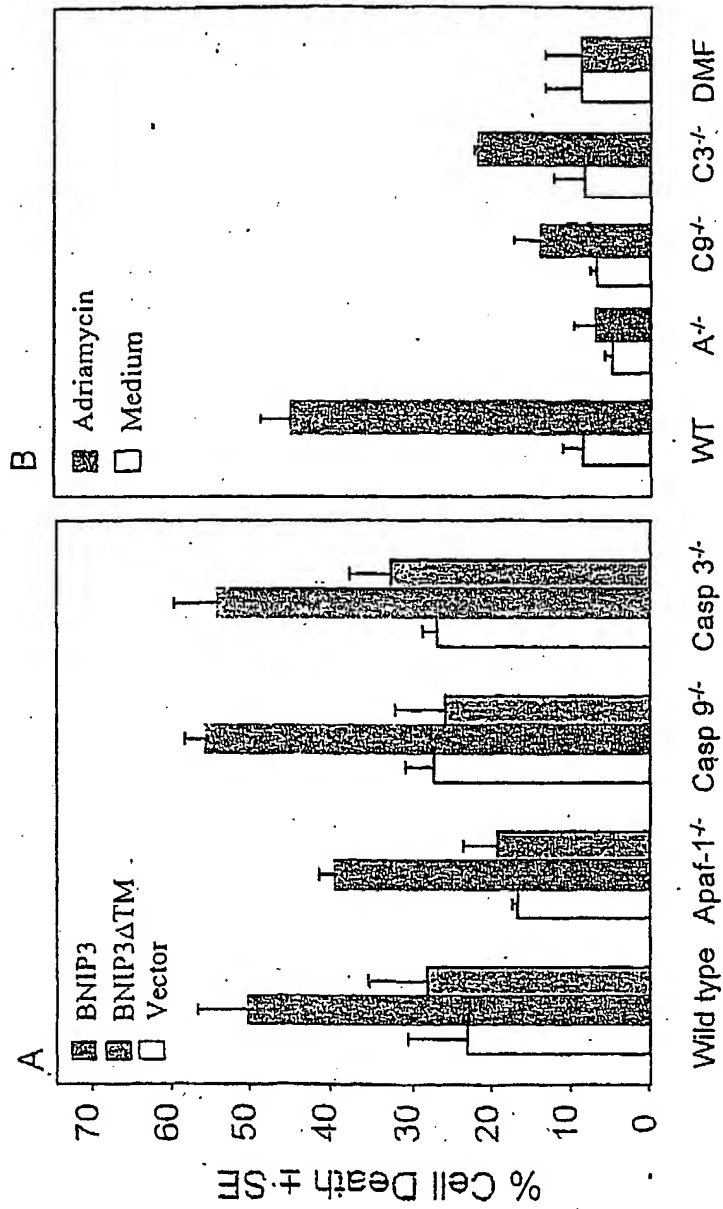 A
BNIP3
BNIP3ΔTM
Vector
% Cell Death ± SE
70
60
50
40
30
20
10
0
Wild type Apaf-1-/- Casp 9-/- Casp 3-/-
B
Adriamycin
Medium
WT A-/- C9-/- C3-/- DMF